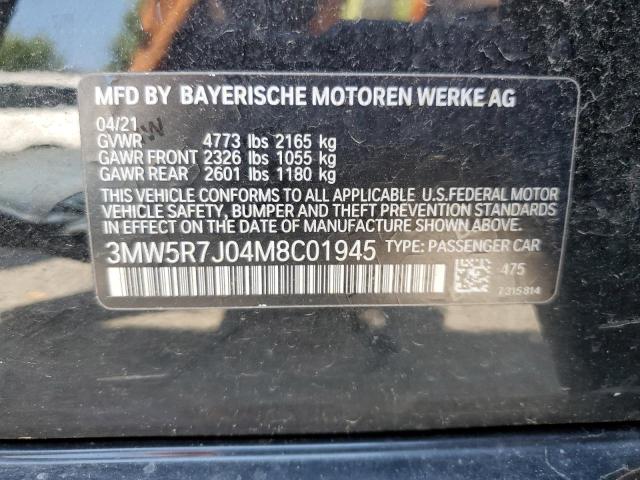 MFD BY BAYERISCHE MOTOREN WERKE AG
04/21 W
GVWR 4773 lbs 2165 kg
GAWR FRONT 2326 lbs 1055 kg
GAWR REAR 2601 lbs 1180 kg
THIS VEHICLE CONFORMS TO ALL APPLICABLE U.S.FEDERAL MOTOR
VEHICLE SAFETY, BUMPER AND THEFT PREVENTION STANDARDS
IN EFFECT ON THE DATE OF MANUFACTURE SHOWN ABOVE.
3MW5R7J04M8C01945 TYPE: PASSENGER CAR
475
7315814